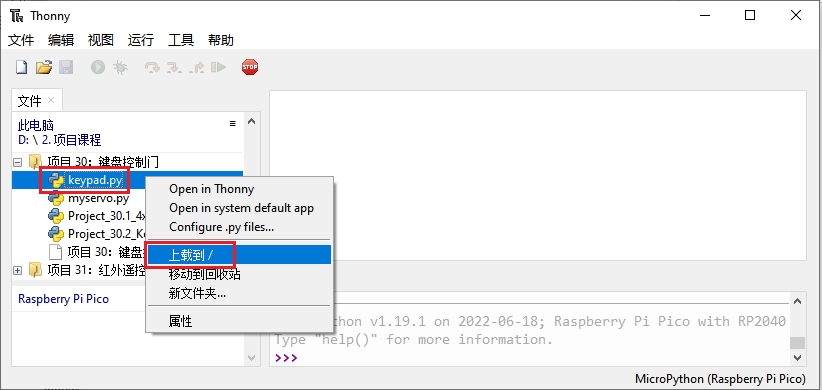 Thonny
文件 编辑 视图 运行 工具 帮助
STOP
文件 ×
此电脑
D: \ 2. 项目课程
项目 30：键盘控制门
keypad.py
myservo.py
Project_30.1_4x
Project_30.2_Ke
项目 30：键盘
项目 31：红外遥
Raspberry Pi Pico
Open in Thonny
Open in system default app
Configure .py files...
上载到 /
移动到回收站
新文件夹...
属性
ython v1.19.1 on 2022-06-18; Raspberry Pi Pico with RP2040
Type "help()" for more information.
>>>
MicroPython (Raspberry Pi Pico)